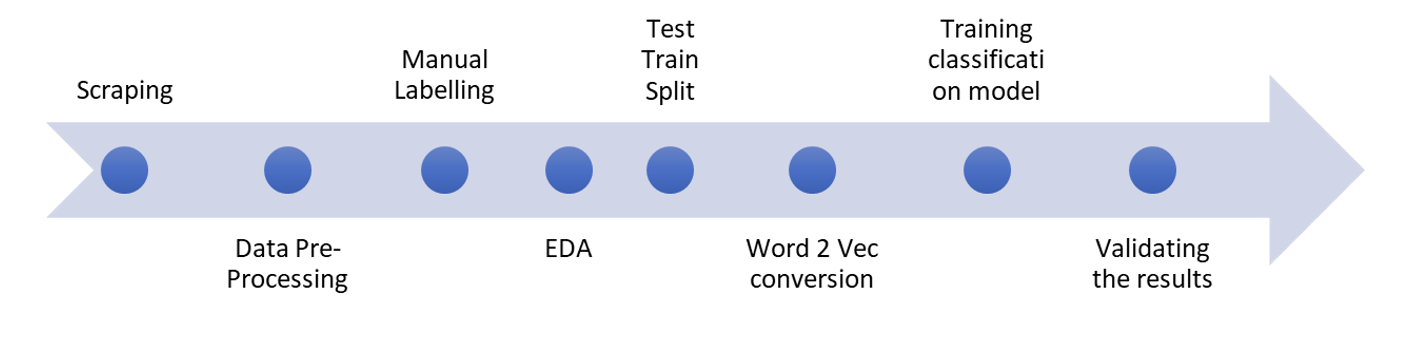 Scraping
Data Pre-
Processing
Manual
Labelling
EDA
Test
Train
Split
Word 2 Vec
conversion
Training
classificati
on model
Validating
the results